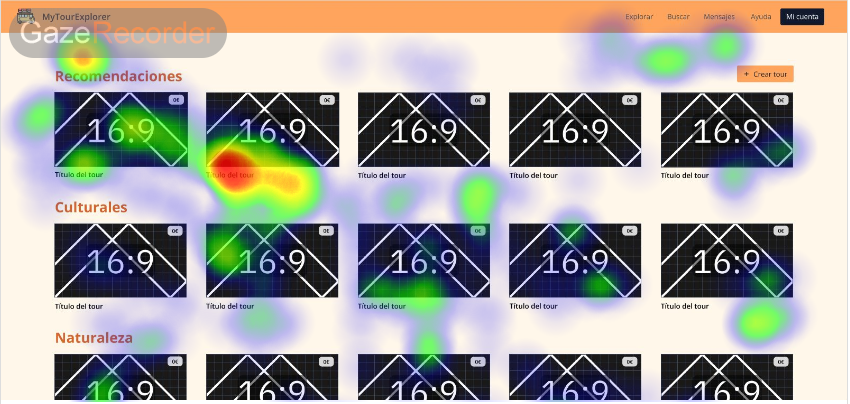 MyTourExplorer
GazeRecorder
Explorar Buscar Mensajes Ayuda Mi cuenta
Recomendaciones
+ Crear tour
0€ 0€ 0€ 0€ 0€
16:9 16:9 16:9 16:9 16:9
Título del tour Título del tour Título del tour Título del tour Título del tour
Culturales
0€ 0€ 0€ 0€ 0€
16:9 16:9 16:9 16:9 16:9
Título del tour Título del tour Título del tour Título del tour Título del tour
Naturaleza
0€ 0€ 0€ 0€ 0€
16:9 16:9 16:9 16:9 16:9